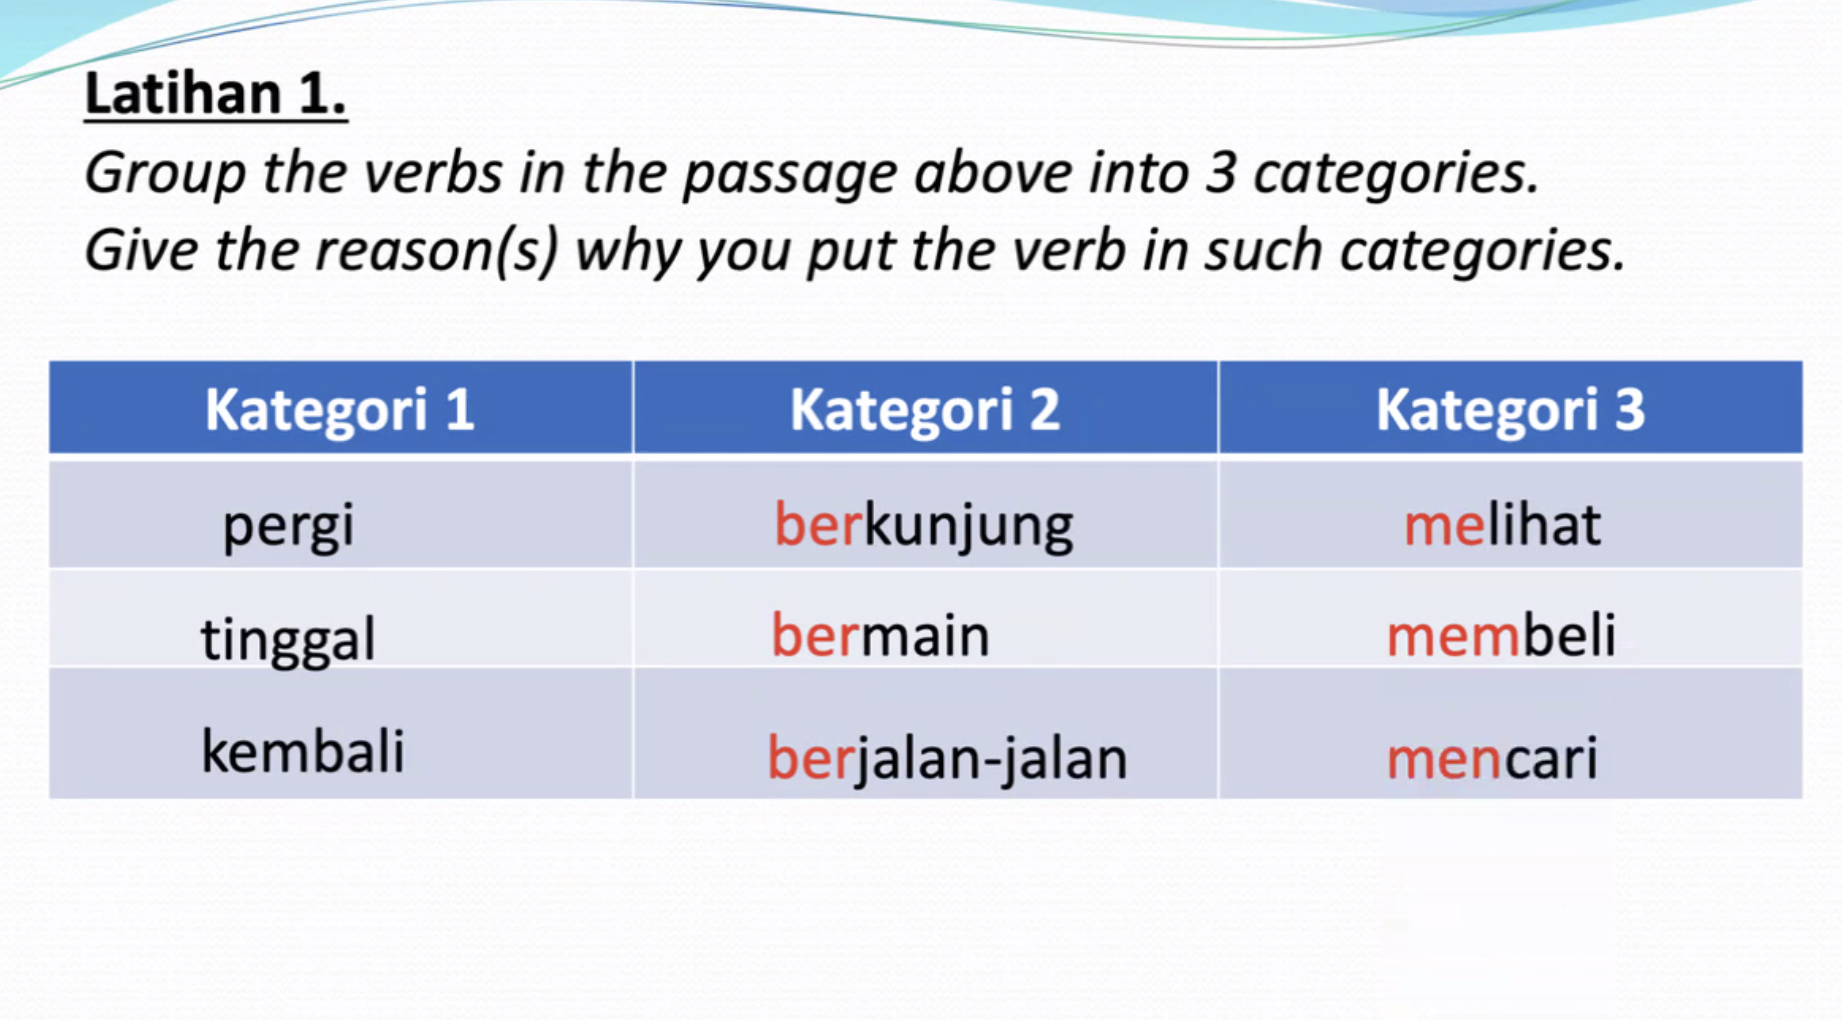 Latihan 1.
Group the verbs in the passage above into 3 categories.
Give the reason(s) why you put the verb in such categories.
Kategori 1 Kategori 2 Kategori 3
pergi berkunjung melihat
tinggal bermain membeli
kembali berjalan-jalan mencari